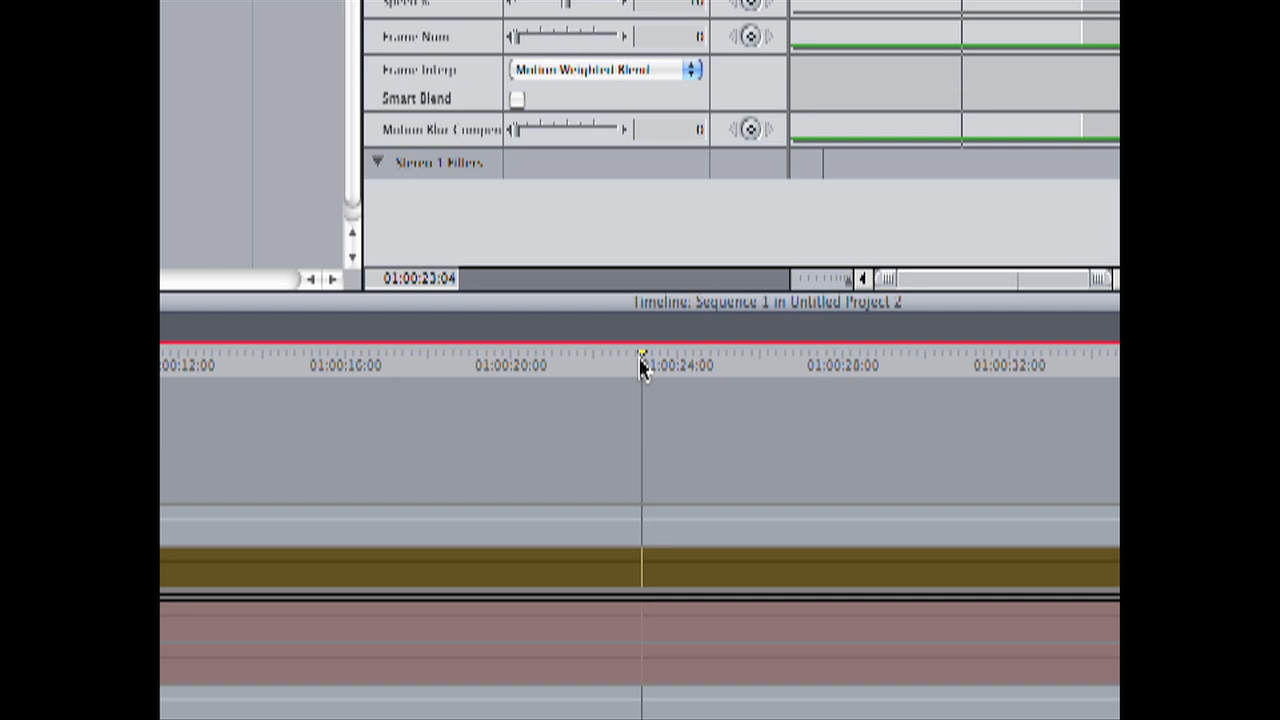 Speed %
Frame Num 0
Frame Interp Motion Weighted Blend
Smart Blend
Motion Blur Compen 0
Stereo 1 Filters
01:00:23:04
Timeline: Sequence 1 in Untitled Project 2
:00:12:00 01:00:16:00 01:00:20:00 01:00:24:00 01:00:28:00 01:00:32:00